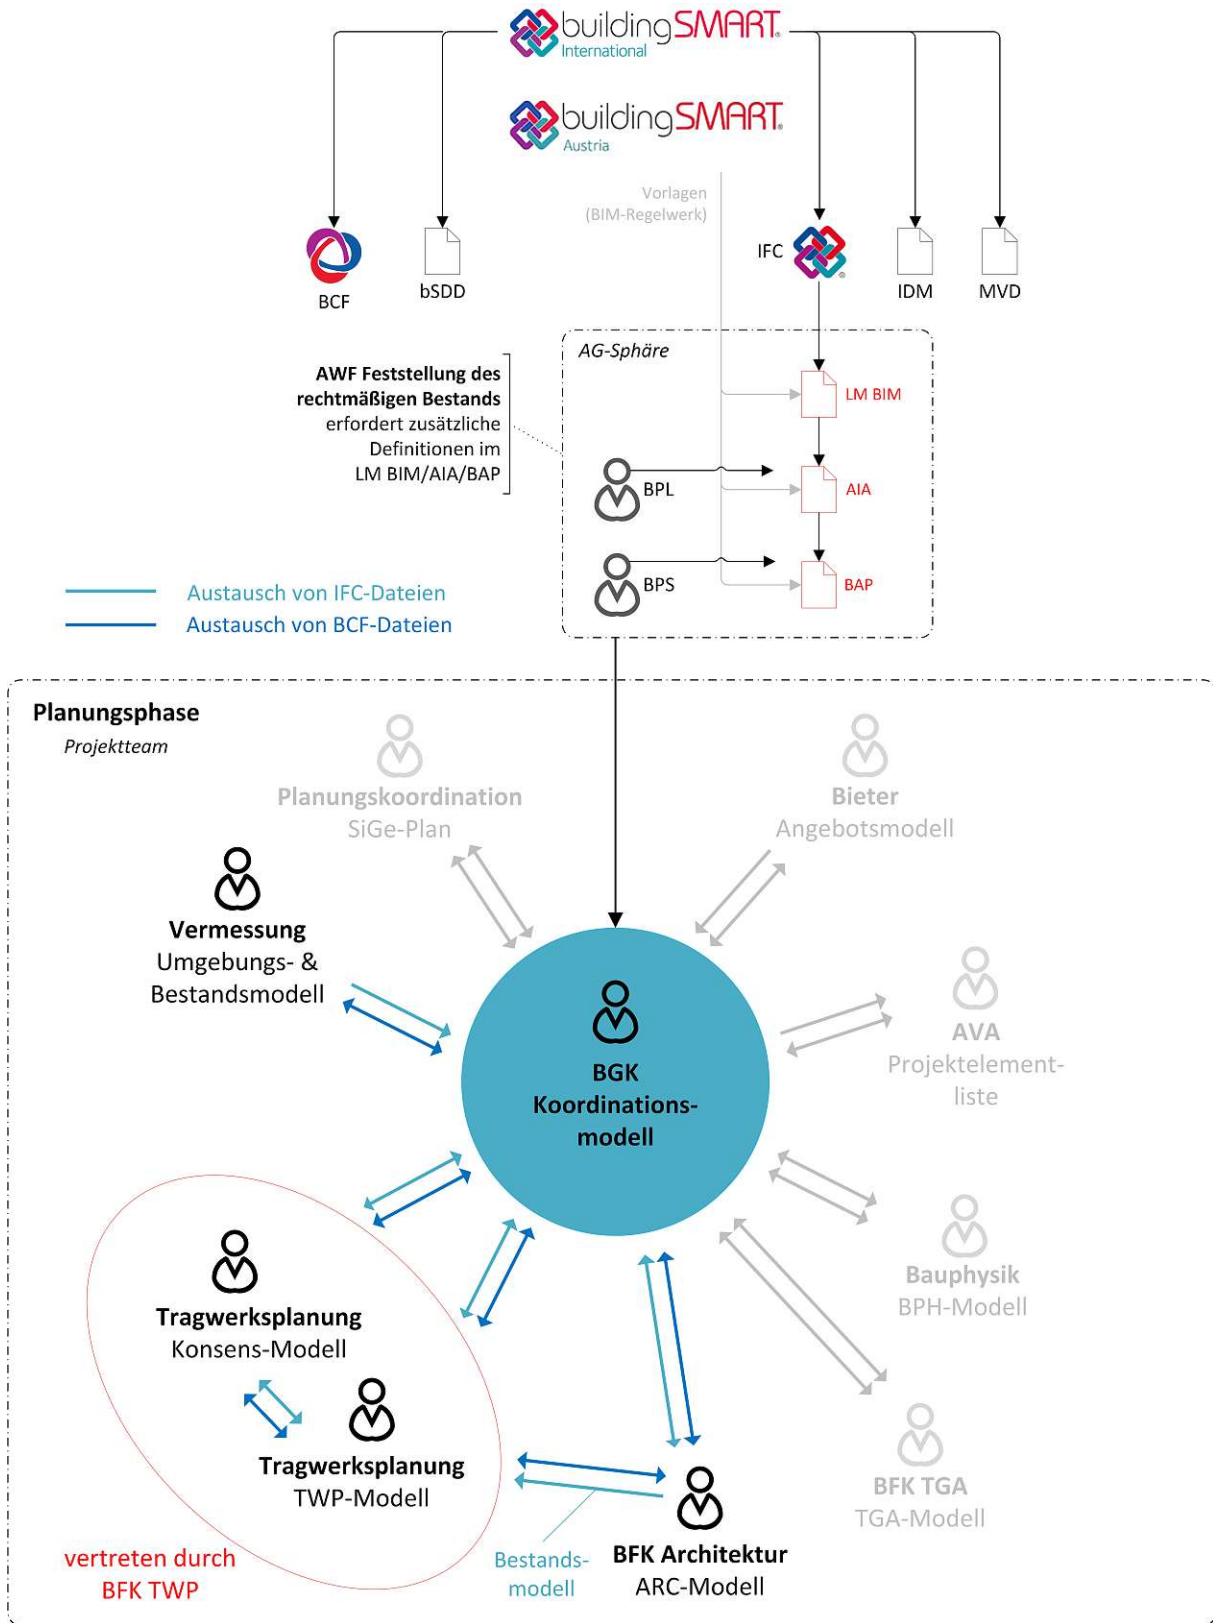 buildingSMART®
International
buildingSMART®
Austria
Vorlagen
(BIM-Regelwerk)
BCF
bSDD
IFC
IDM
MVD
AG-Sphäre
AWF Feststellung des
rechtmäßigen Bestands
erfordert zusätzliche
Definitionen im
LM BIM/AIA/BAP
LM BIM
BPL
AIA
BPS
BAP
Austausch von IFC-Dateien
Austausch von BCF-Dateien
Planungsphase
Projektteam
Planungskoordination
SiGe-Plan
Bieter
Angebotsmodell
Vermessung
Umgebungs- &
Bestandsmodell
BGK
Koordinations-
modell
AVA
Projektelement-
liste
Bauphysik
BPH-Modell
Tragwerksplanung
Konsens-Modell
Tragwerksplanung
TWP-Modell
BFK TGA
TGA-Modell
vertreten durch
BFK TWP
Bestands-
modell
BFK Architektur
ARC-Modell